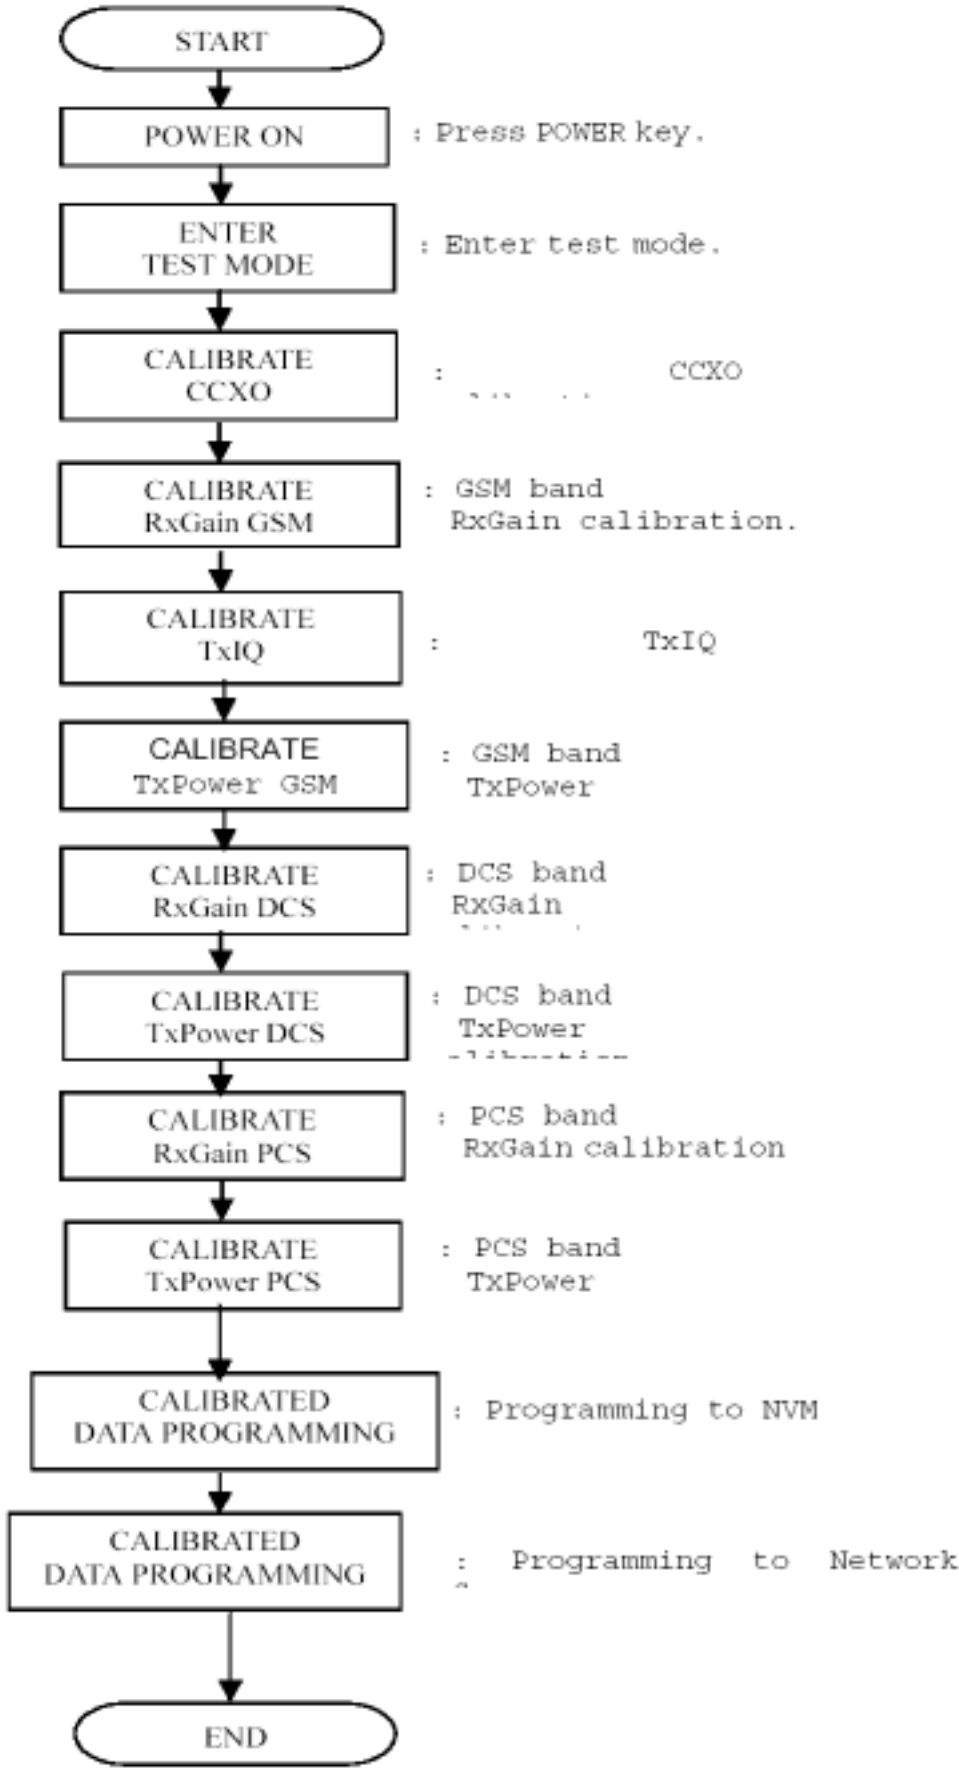 START
POWER ON
: Press POWER key.
ENTER
TEST MODE
: Enter test mode.
CALIBRATE
CCXO
: CCXO
CALIBRATE
RxGain GSM
: GSM band
RxGain calibration.
CALIBRATE
TxIQ
: TxIQ
CALIBRATE
TxPower GSM
: GSM band
TxPower
CALIBRATE
RxGain DCS
: DCS band
RxGain
CALIBRATE
TxPower DCS
: DCS band
TxPower
CALIBRATE
RxGain PCS
: PCS band
RxGain calibration
CALIBRATE
TxPower PCS
: PCS band
TxPower
CALIBRATED
DATA PROGRAMMING
: Programming to NVM
CALIBRATED
DATA PROGRAMMING
: Programming to Network
END